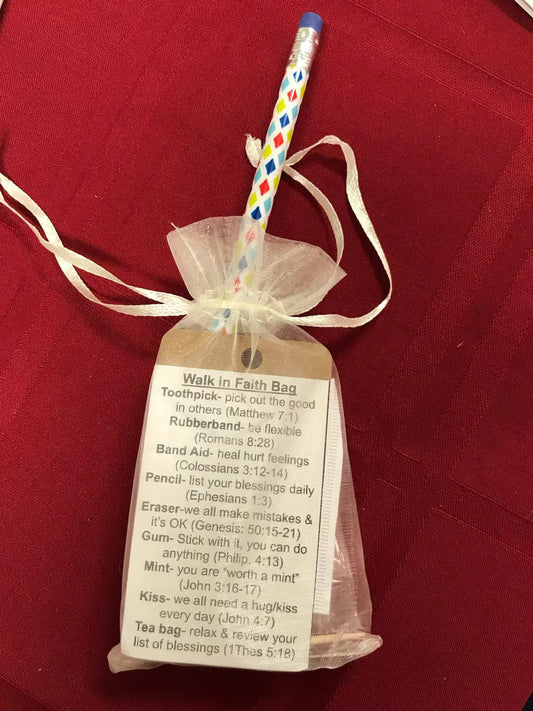 Walk in Faith Bag
Toothpick- pick out the good
in others (Matthew 7:1)
Rubberband- be flexible
(Romans 8:28)
Band Aid- heal hurt feelings
(Colossians 3:12-14)
Pencil- list your blessings daily
(Ephesians 1:3)
Eraser-we all make mistakes &
it's OK (Genesis: 50:15-21)
Gum- Stick with it, you can do
anything (Philip. 4:13)
Mint- you are "worth a mint"
(John 3:16-17)
Kiss- we all need a hug/kiss
every day (John 4:7)
Tea bag- relax & review your
list of blessings (1Thes 5:18)